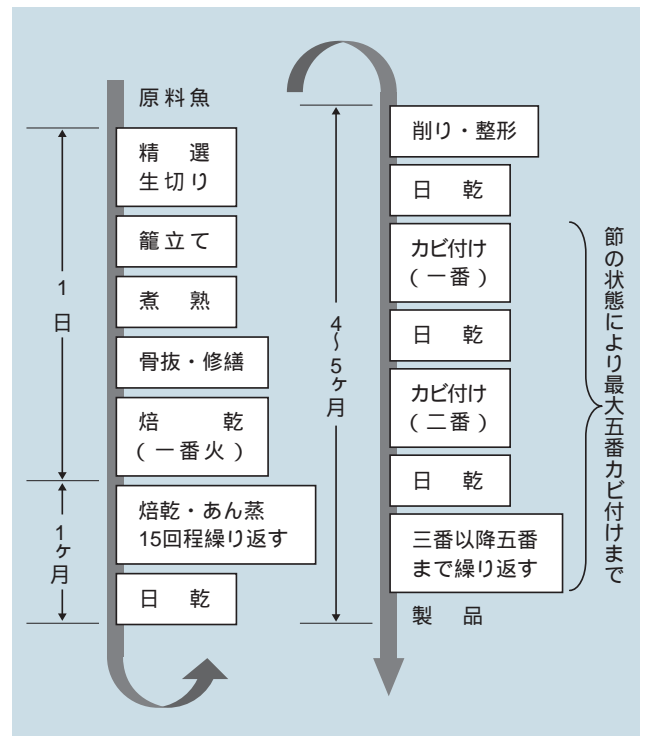 原料魚
精　選
生切り
籠立て
煮　熟
骨抜・修繕
焙　乾
(一番火)
焙乾・あん蒸
15回程繰り返す
日　乾
1日
1ヶ月
削り・整形
日　乾
カビ付け
(一番)
日　乾
カビ付け
(二番)
日　乾
三番以降五番
まで繰り返す
製　品
4〜5ヶ月
節の状態により最大五番カビ付けまで